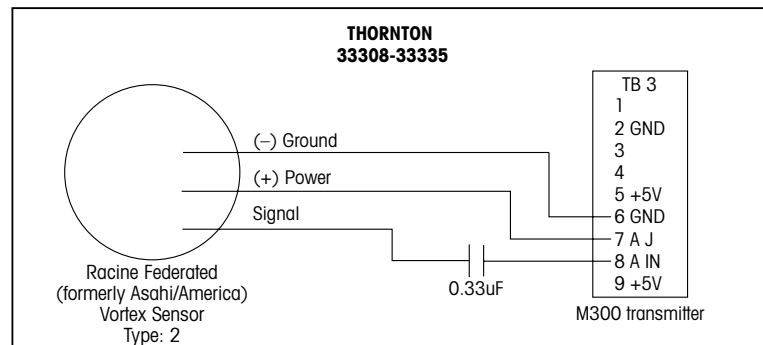 THORNTON
33308-33335
(–) Ground
(+) Power
Signal
0.33uF
Racine Federated
(formerly Asahi/America)
Vortex Sensor
Type: 2
TB 3
1
2 GND
3
4
5 +5V
6 GND
7 A J
8 A IN
9 +5V
M300 transmitter